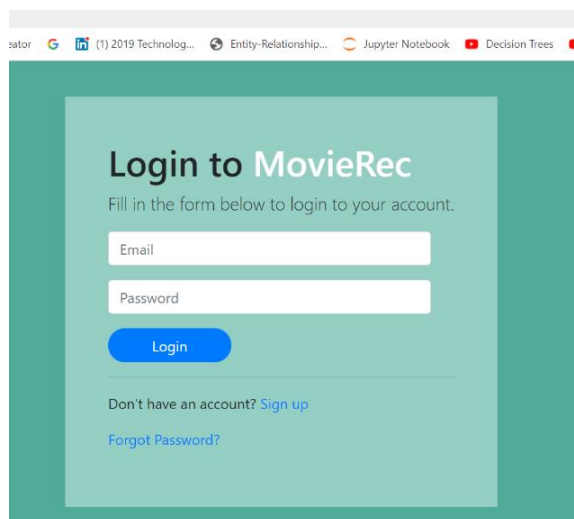 eator (1) 2019 Technolog... Entity-Relationship... Jupyter Notebook Decision Trees
Login to MovieRec
Fill in the form below to login to your account.
Email
Password
Login
Don't have an account? Sign up
Forgot Password?